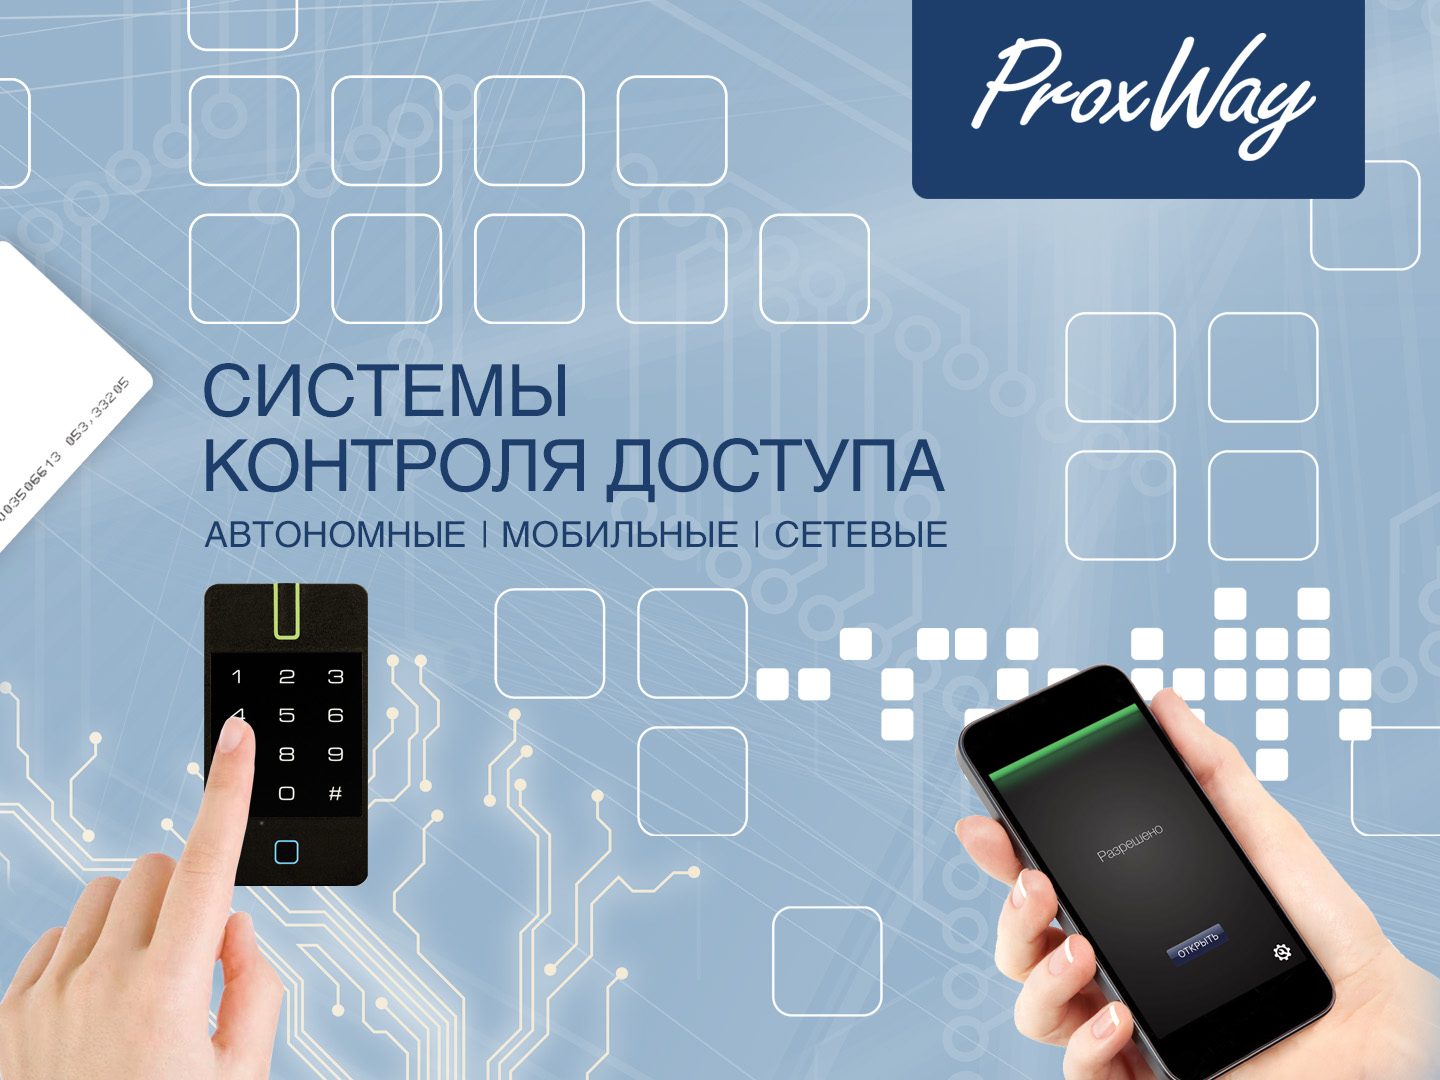 ProxWay
СИСТЕМЫ
КОНТРОЛЯ ДОСТУПА
АВТОНОМНЫЕ | МОБИЛЬНЫЕ | СЕТЕВЫЕ
0003506613 053,33205
1 2 3
4 5 6
8 9
0 #
Разрешено
ОТКРЫТЬ